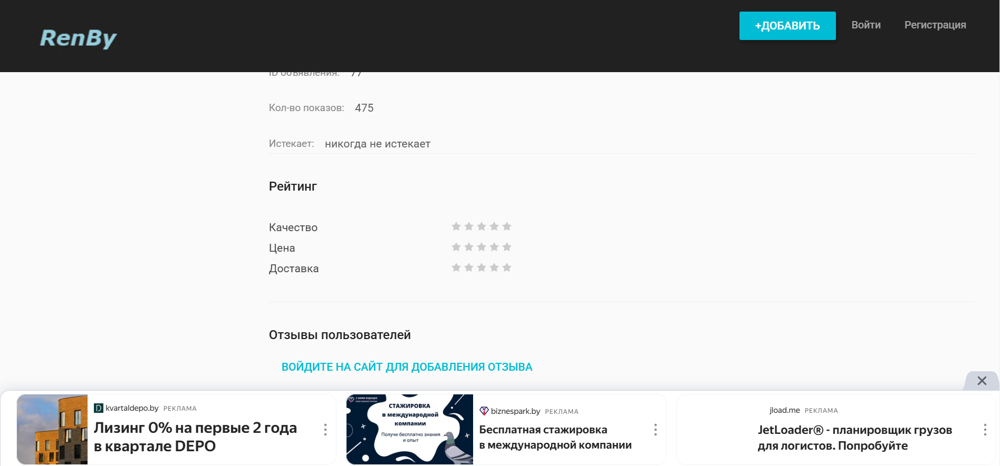 RenBy
+ДОБАВИТЬ
Войти
Регистрация
ID объявления: 77
Кол-во показов: 475
Истекает: никогда не истекает
Рейтинг
Качество
Цена
Доставка
Отзывы пользователей
ВОЙДИТЕ НА САЙТ ДЛЯ ДОБАВЛЕНИЯ ОТЗЫВА
kvartaldepo.by РЕКЛАМА
Лизинг 0% на первые 2 года
в квартале DEPO
С НАМИ БУДУЩЕЕ
СТАЖИРОВКА
в международной
компании
Получи бесплатно знания
и опыт
biznespark.by РЕКЛАМА
Бесплатная стажировка
в международной компании
jload.me РЕКЛАМА
JetLoader® - планировщик грузов
для логистов. Попробуйте